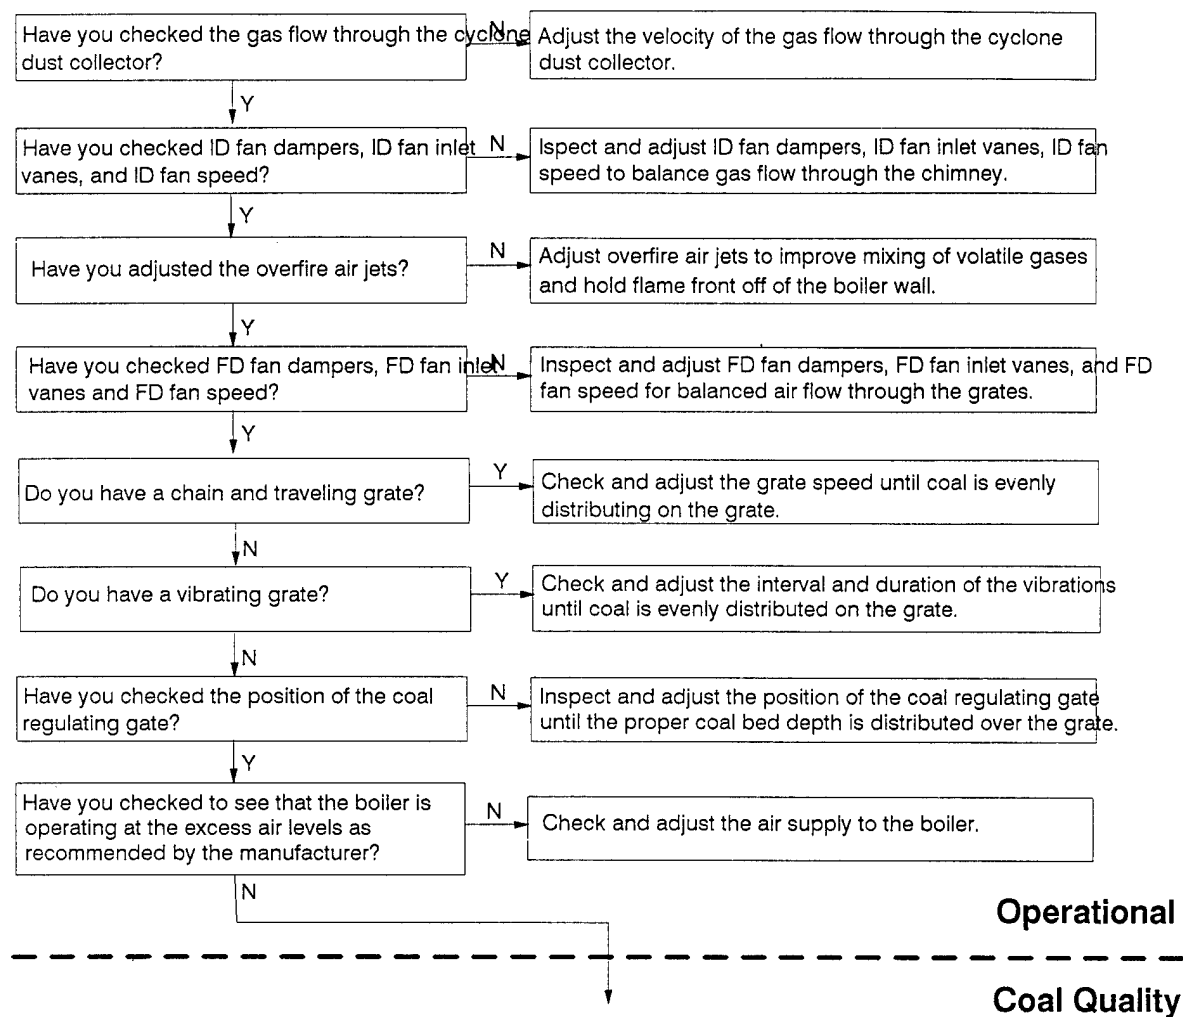 Have you checked the gas flow through the cyclone
dust collector?
N
Adjust the velocity of the gas flow through the cyclone
dust collector.
Y
Have you checked ID fan dampers, ID fan inlet
vanes, and ID fan speed?
N
Ispect and adjust ID fan dampers, ID fan inlet vanes, ID fan
speed to balance gas flow through the chimney.
Y
Have you adjusted the overfire air jets?
N
Adjust overfire air jets to improve mixing of volatile gases
and hold flame front off of the boiler wall.
Y
Have you checked FD fan dampers, FD fan inlet
vanes and FD fan speed?
N
Inspect and adjust FD fan dampers, FD fan inlet vanes, and FD
fan speed for balanced air flow through the grates.
Y
Do you have a chain and traveling grate?
Y
Check and adjust the grate speed until coal is evenly
distributing on the grate.
N
Do you have a vibrating grate?
Y
Check and adjust the interval and duration of the vibrations
until coal is evenly distributed on the grate.
N
Have you checked the position of the coal
regulating gate?
N
Inspect and adjust the position of the coal regulating gate
until the proper coal bed depth is distributed over the grate.
Y
Have you checked to see that the boiler is
operating at the excess air levels as
recommended by the manufacturer?
N
Check and adjust the air supply to the boiler.
N
Operational
Coal Quality